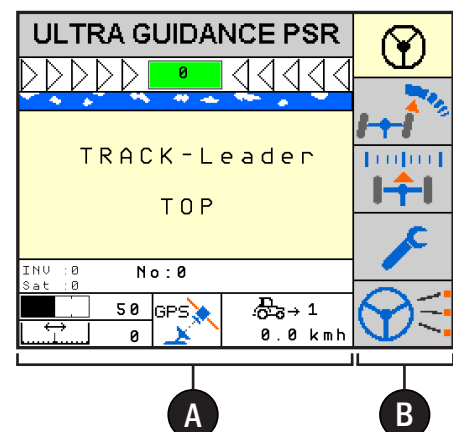 ULTRA GUIDANCE PSR
0
TRACK-Leader
TOP
INV :0
Sat :0
No:0
50
GPS
→ 1
0
0.0 kmh
A
B